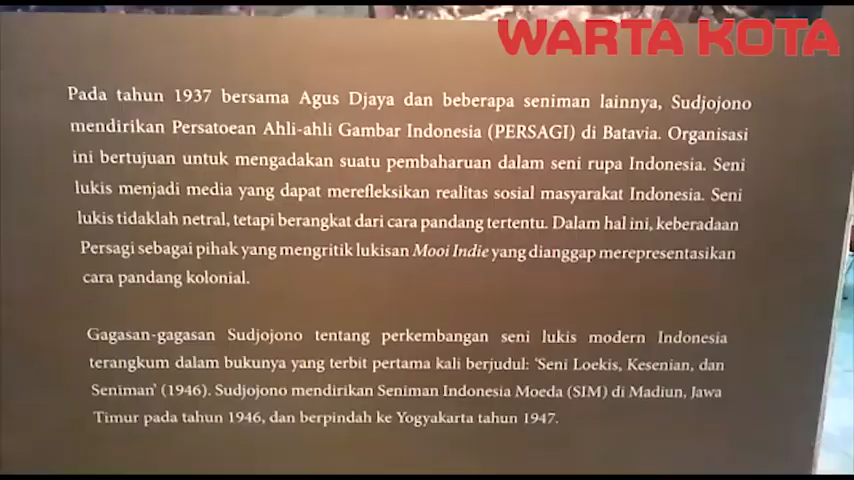 WARTA KOTA
Pada tahun 1937 bersama Agus Djaya dan beberapa seniman lainnya, Sudjojono
mendirikan Persatoean Ahli-ahli Gambar Indonesia (PERSAGI) di Batavia. Organisasi
ini bertujuan untuk mengadakan suatu pembaharuan dalam seni rupa Indonesia. Seni
lukis menjadi media yang dapat merefleksikan realitas sosial masyarakat Indonesia. Seni
lukis tidaklah netral, tetapi berangkat dari cara pandang tertentu. Dalam hal ini, keberadaan
Persagi sebagai pihak yang mengritik lukisan Mooi Indie yang dianggap merepresentasikan
cara pandang kolonial.
Gagasan-gagasan Sudjojono tentang perkembangan seni lukis modern Indonesia
terangkum dalam bukunya yang terbit pertama kali berjudul: 'Seni Loekis, Kesenian, dan
Seniman' (1946). Sudjojono mendirikan Seniman Indonesia Moeda (SIM) di Madiun, Jawa
Timur pada tahun 1946, dan berpindah ke Yogyakarta tahun 1947.